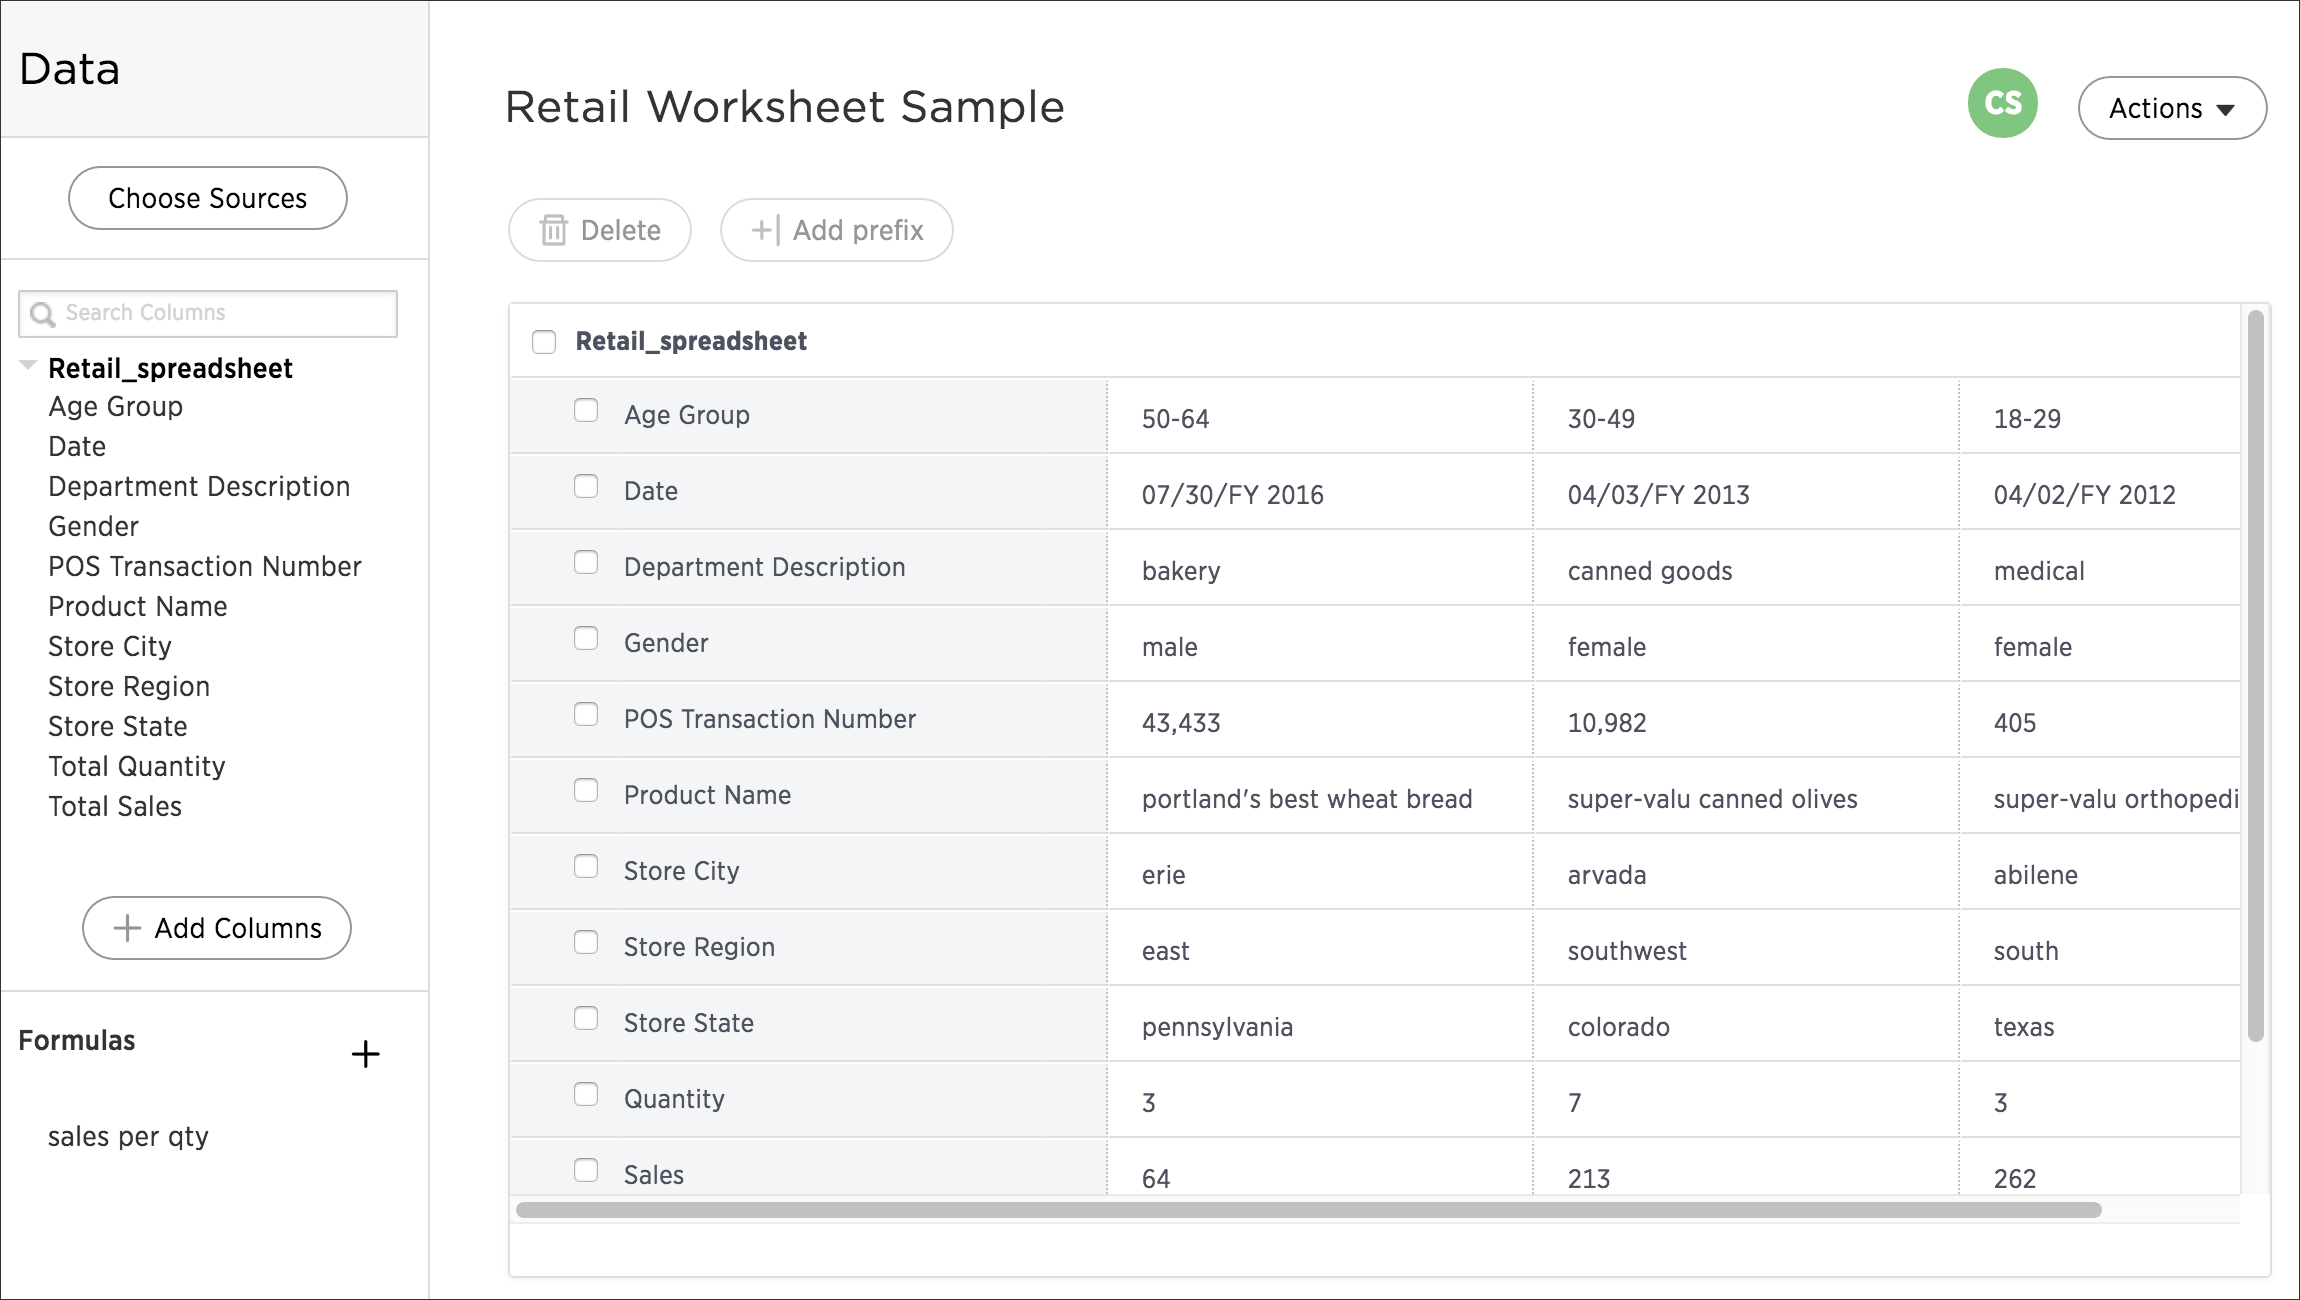 Data
Choose Sources
Search Columns
Retail_spreadsheet
Age Group
Date
Department Description
Gender
POS Transaction Number
Product Name
Store City
Store Region
Store State
Total Quantity
Total Sales
+ Add Columns
Formulas +
sales per qty
Retail Worksheet Sample
CS
Actions
Delete
+| Add prefix
Retail_spreadsheet
Age Group 50-64 30-49 18-29
Date 07/30/FY 2016 04/03/FY 2013 04/02/FY 2012
Department Description bakery canned goods medical
Gender male female female
POS Transaction Number 43,433 10,982 405
Product Name portland's best wheat bread super-valu canned olives super-valu orthopedi
Store City erie arvada abilene
Store Region east southwest south
Store State pennsylvania colorado texas
Quantity 3 7 3
Sales 64 213 262